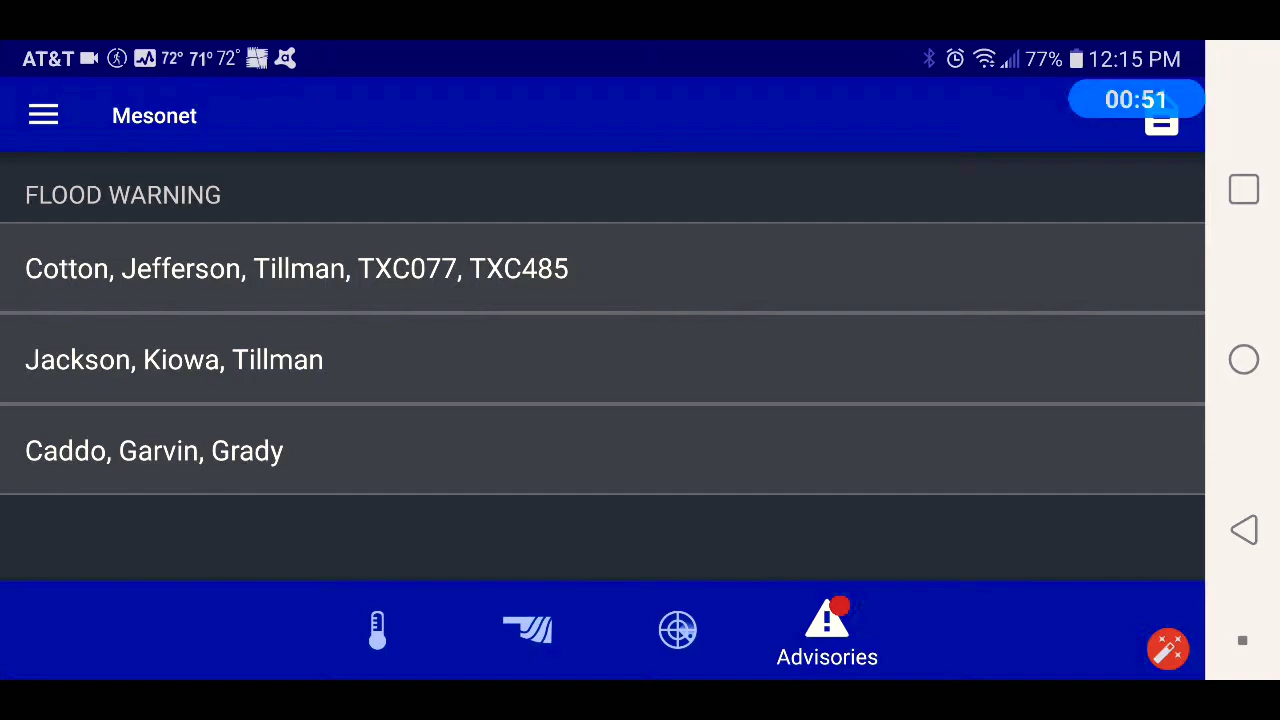 AT&T 72° 71° 72° 77% 12:15 PM
Mesonet 00:51
FLOOD WARNING
Cotton, Jefferson, Tillman, TXC077, TXC485
Jackson, Kiowa, Tillman
Caddo, Garvin, Grady
Advisories